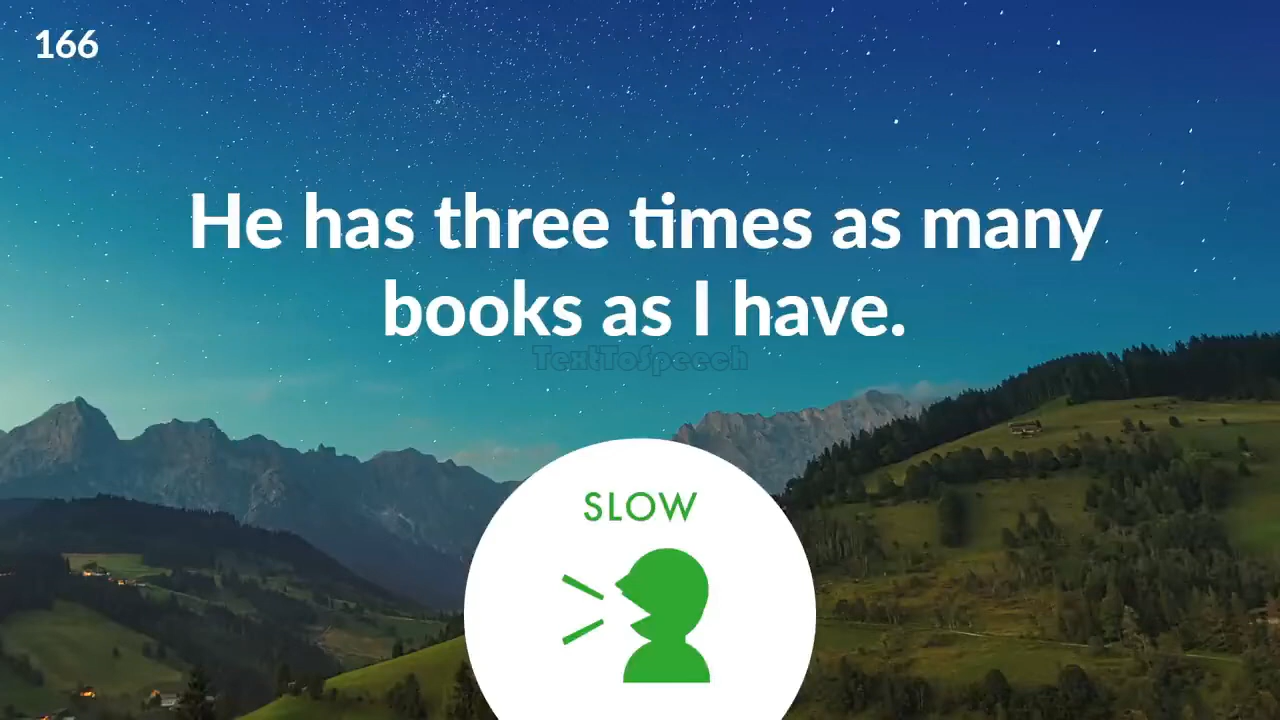 166
He has three times as many
books as I have.
TextToSpeech
SLOW